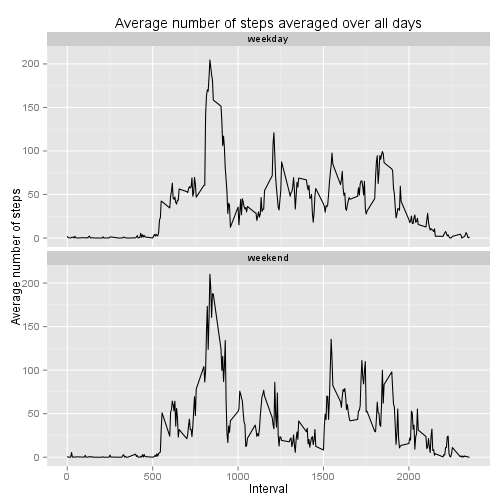 Average number of steps averaged over all days
weekday
200
150
100
50
0
weekend
200
150
100
50
0
Average number of steps
0 500 1000 1500 2000
Interval